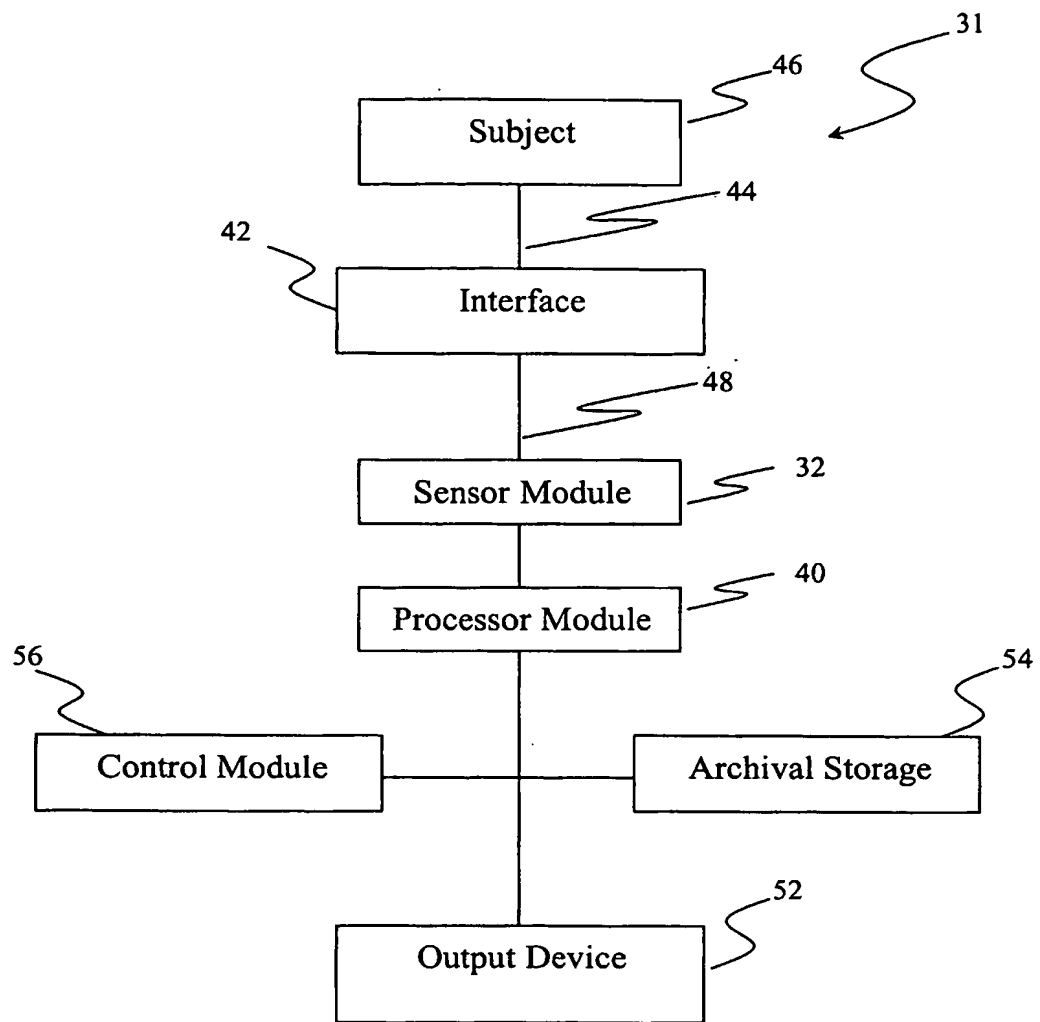 31
46
Subject
44
42
Interface
48
Sensor Module
32
Processor Module
40
56
54
Control Module
Archival Storage
52
Output Device